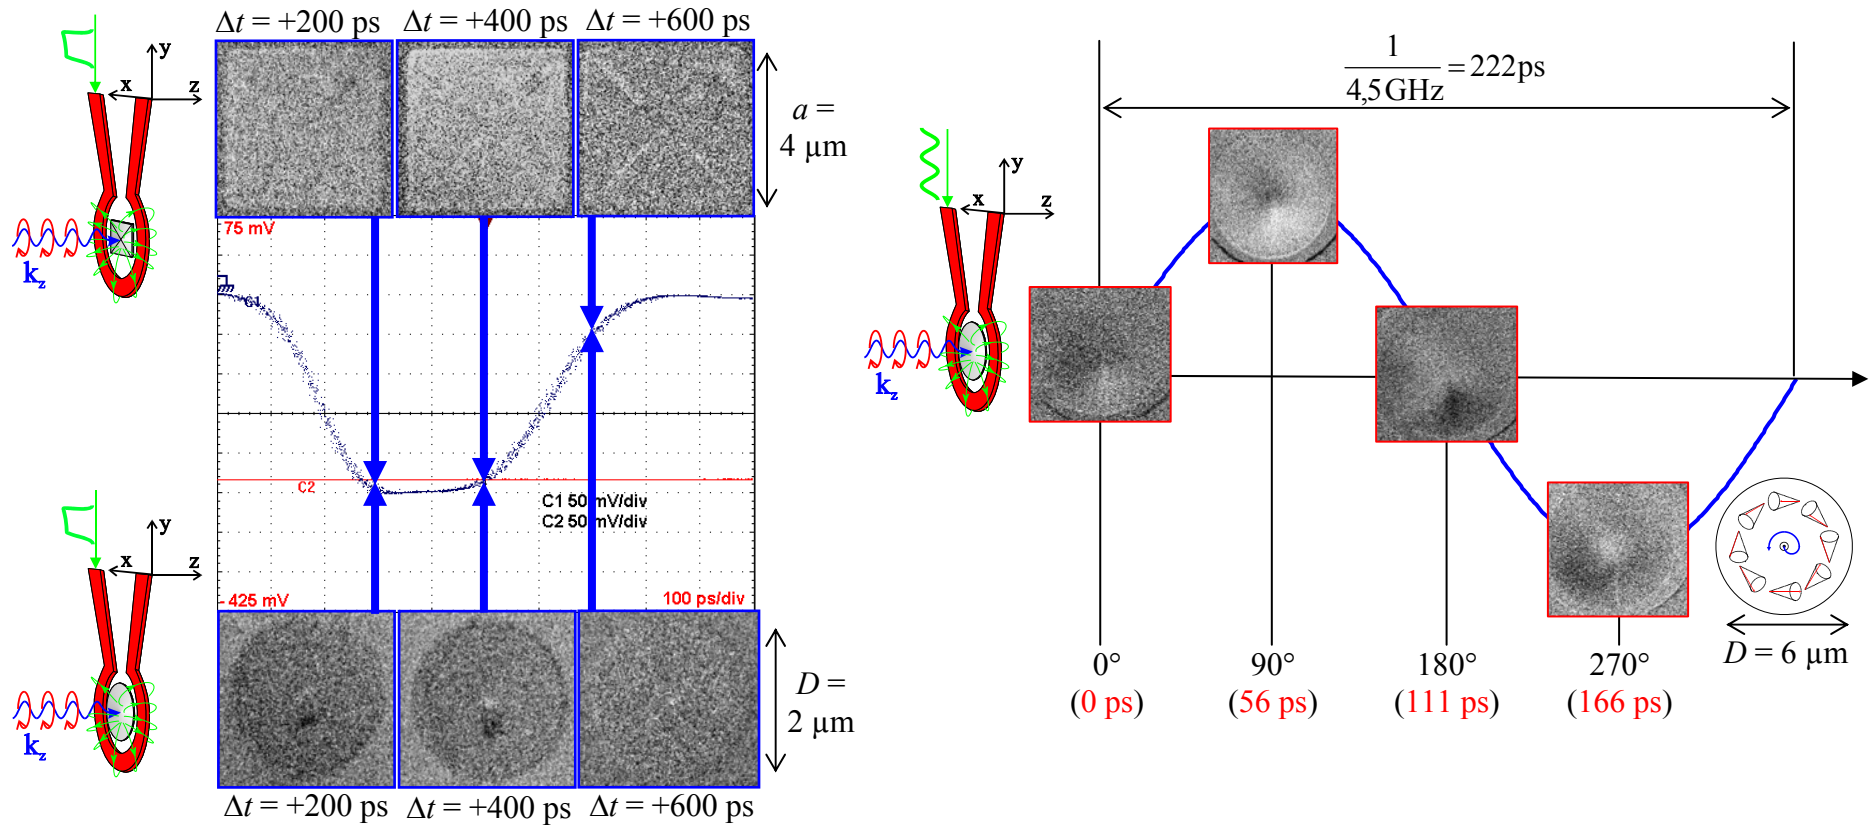 Δt = +200 ps Δt = +400 ps Δt = +600 ps
y
x z
k_z
a =
4 µm
75 mV
C1
C2
C1 50 mV/div
C2 50 mV/div
-425 mV 100 ps/div
y
x z
k_z
D =
2 µm
Δt = +200 ps Δt = +400 ps Δt = +600 ps
1
4,5 GHz = 222 ps
y
x z
k_z
0° 90° 180° 270°
(0 ps) (56 ps) (111 ps) (166 ps)
D = 6 µm